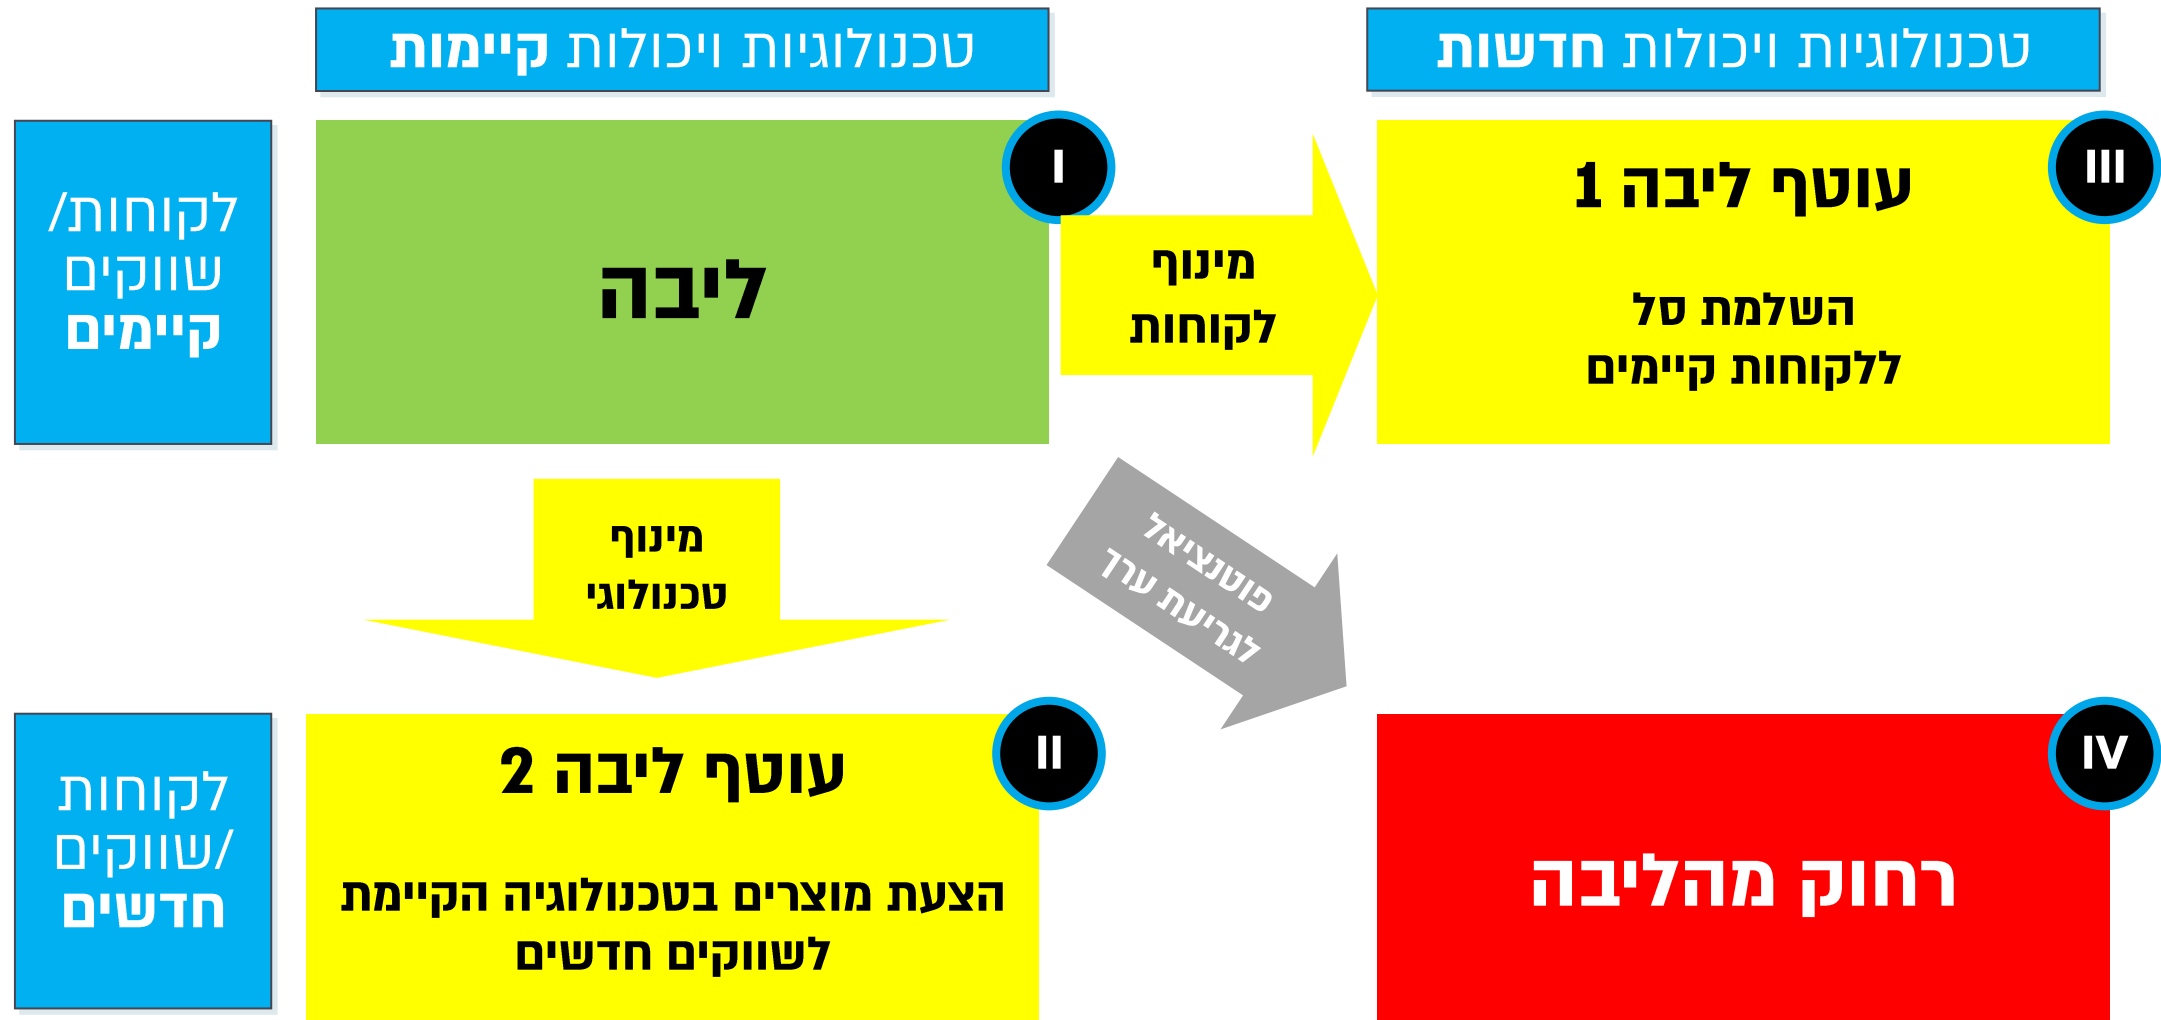 טכנולוגיות ויכולות קיימות
טכנולוגיות ויכולות חדשות
לקוחות/
שווקים
קיימים
ליבה
I
מינוף
לקוחות
עוטף ליבה 1
השלמת סל
ללקוחות קיימים
III
מינוף
טכנולוגי
פוטנציאל
לגריעת ערך
לקוחות
/שווקים
חדשים
עוטף ליבה 2
הצעת מוצרים בטכנולוגיה הקיימת
לשווקים חדשים
II
רחוק מהליבה
IV